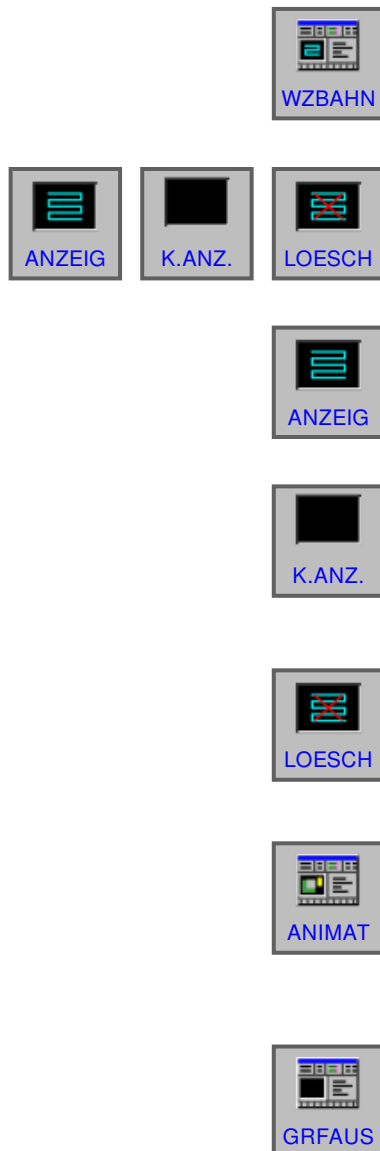 WZBAHN
ANZEIG K.ANZ. LOESCH
ANZEIG
K.ANZ.
LOESCH
ANIMAT
GRFAUS